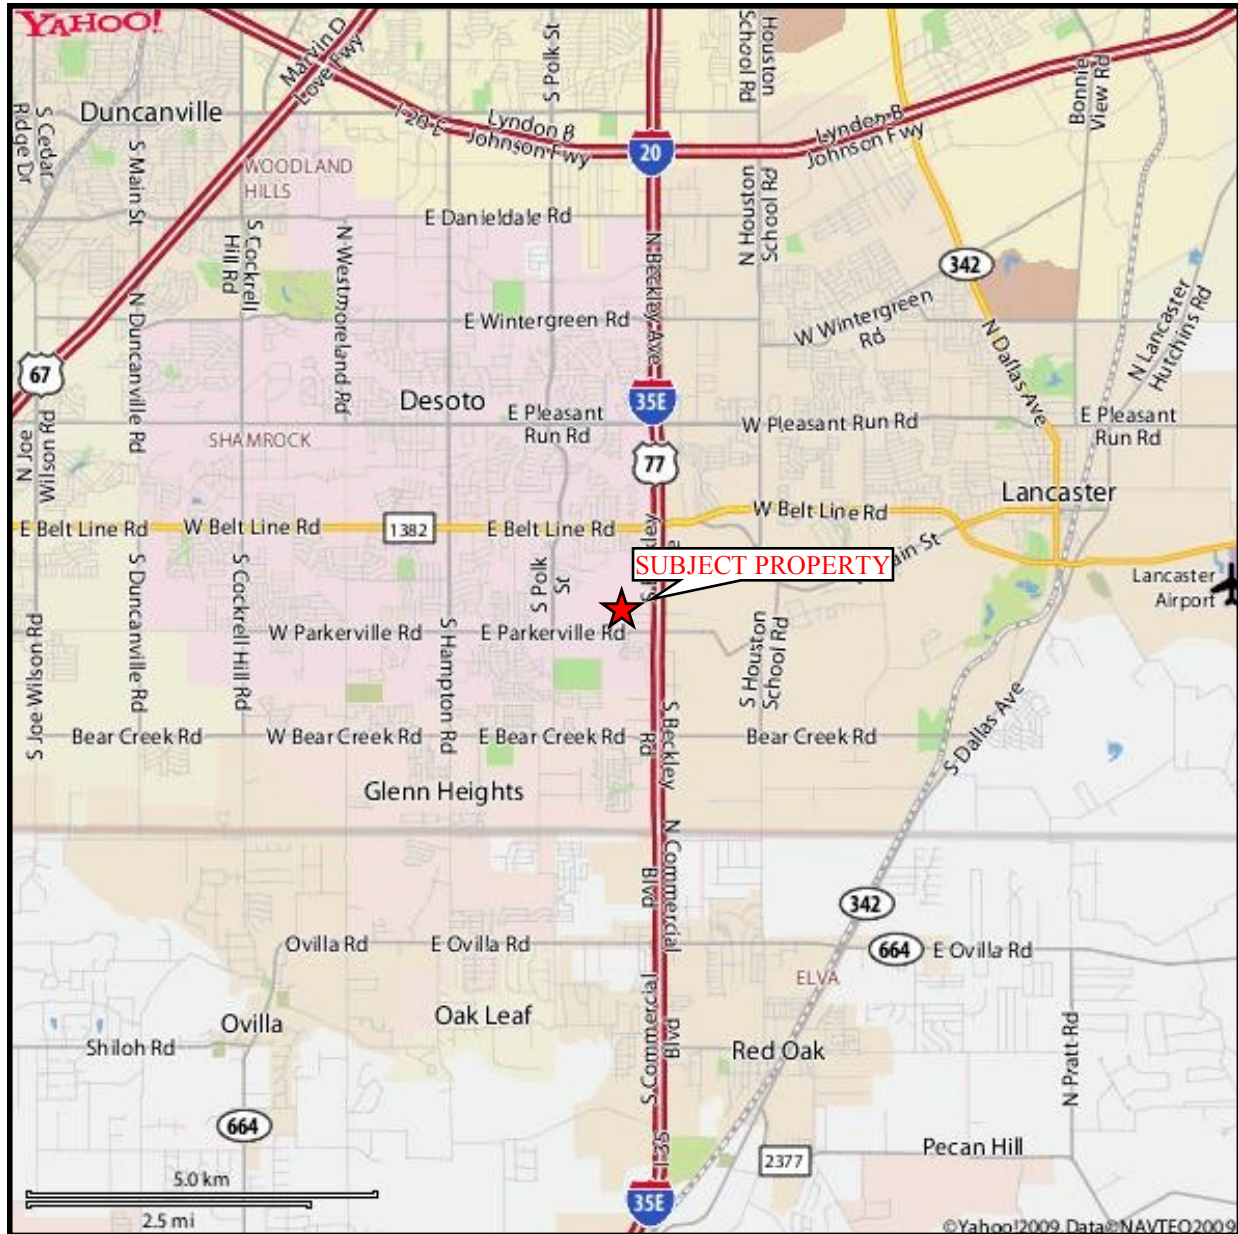 YAHOO!
Marvin D
Love Fwy
S Polk St
Houston
School Rd
Bonnie
View Rd
S Cedar
Ridge Dr
Duncanville
I-20 E
Lyndon B
Johnson Fwy
Lyndon B
Johnson Fwy
20
S Main St
WOODLAND
HILLS
N Houston
School Rd
E Danieldale Rd
S Cockrell
Hill Rd
N Westmoreland Rd
N Beckley Ave
342
N Duncanville Rd
E Wintergreen Rd
W Wintergreen
Rd
N Dallas Ave
N Lancaster
Hutchins Rd
67
Desoto
35E
E Pleasant
Run Rd
W Pleasant Run Rd
E Pleasant
Run Rd
N Joe
Wilson Rd
SHAMROCK
77
Lancaster
E Belt Line Rd
W Belt Line Rd
1382
E Belt Line Rd
W Belt Line Rd
SUBJECT PROPERTY
St
S Duncanville Rd
S Cockrell Hill Rd
S Polk
St
Lancaster
Airport
S Joe Wilson Rd
W Parkerville Rd
S Hampton Rd
E Parkerville Rd
S Houston
School Rd
Bear Creek Rd
W Bear Creek Rd
E Bear Creek Rd
S Beckley
Rd
Bear Creek Rd
S Dallas Ave
Glenn Heights
N Commercial
Blvd
342
Ovilla Rd
E Ovilla Rd
664
E Ovilla Rd
ELVA
Ovilla
Oak Leaf
S Commercial
Blvd
Shiloh Rd
Red Oak
N Pratt Rd
664
I-35
2377
Pecan Hill
5.0 km
2.5 mi
35E
©Yahoo!2009,Data©NAVTEQ2009